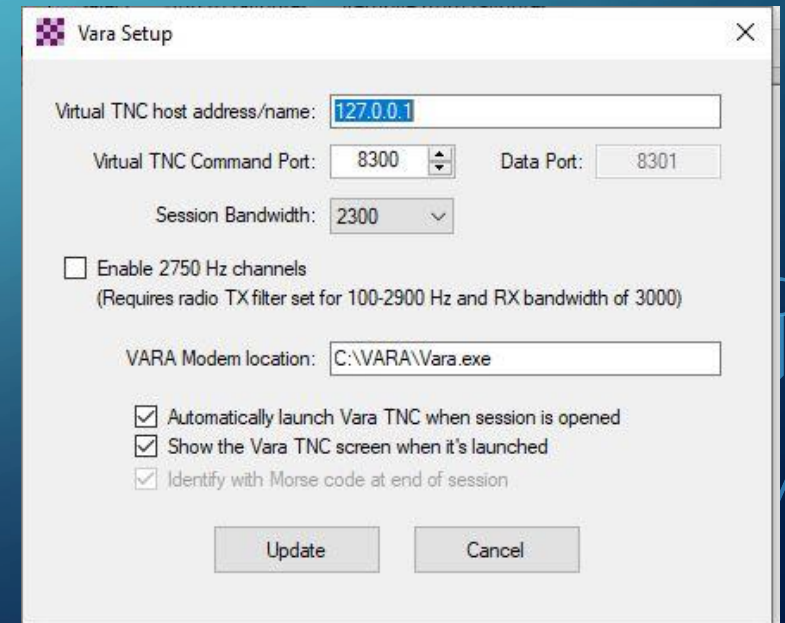 Vara Setup
Virtual TNC host address/name: 127.0.0.1
Virtual TNC Command Port: 8300 Data Port: 8301
Session Bandwidth: 2300
Enable 2750 Hz channels
(Requires radio TX filter set for 100-2900 Hz and RX bandwidth of 3000)
VARA Modem location: C:\VARA\Vara.exe
Automatically launch Vara TNC when session is opened
Show the Vara TNC screen when it's launched
Identify with Morse code at end of session
Update Cancel